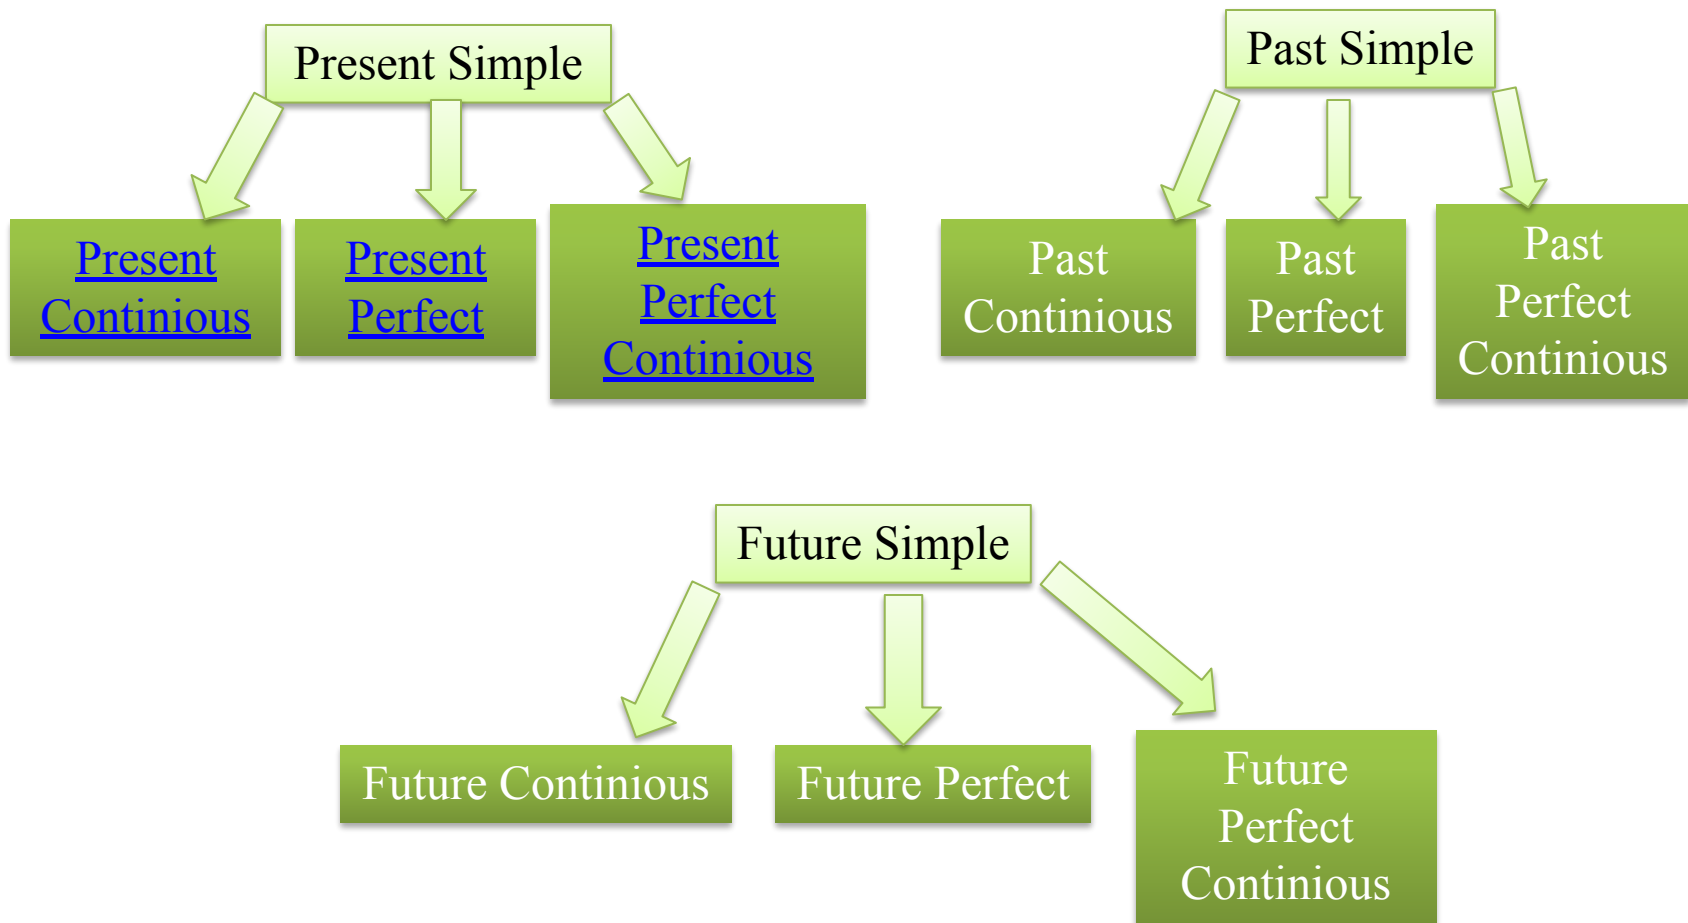 Present Simple
Present
Continious
Present
Perfect
Present
Perfect
Continious
Past Simple
Past
Continious
Past
Perfect
Past
Perfect
Continious
Future Simple
Future Continious
Future Perfect
Future
Perfect
Continious